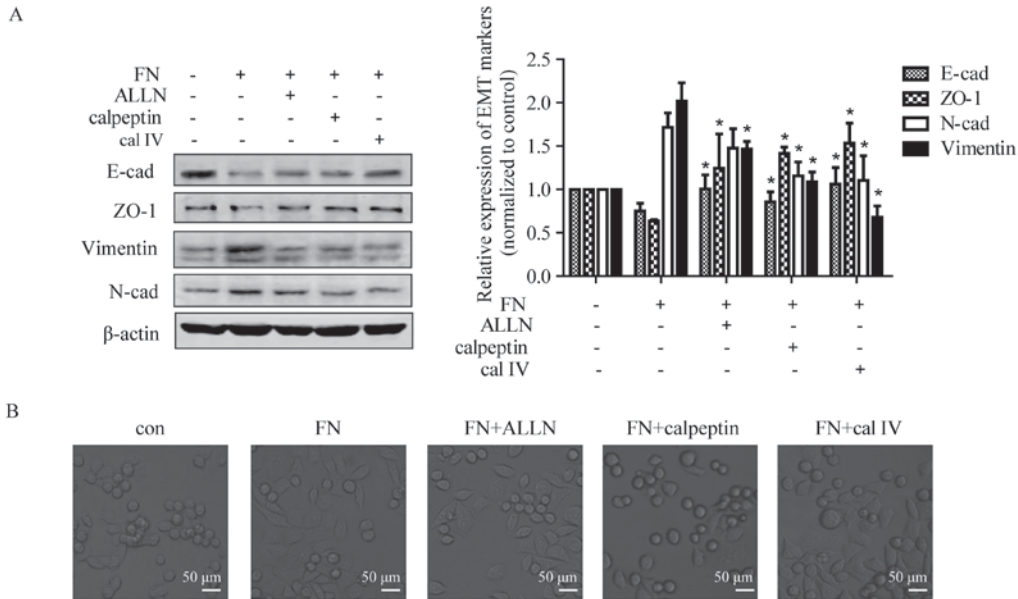 A
FN - + + + +
ALLN +
calpeptin +
cal IV - - +
E-cad
ZO-1
Vimentin
N-cad
β-actin
Relative expression of EMT markers
(normalized to control)
2.5
2.0
1.5
1.0
0.5
0.0
* * * * * * * * * * *
E-cad
ZO-1
N-cad
Vimentin
FN - + + + +
ALLN - - + - -
calpeptin - - - + -
cal IV - - - - +
B
con FN FN+ALLN FN+calpeptin FN+cal IV
50 μm 50 μm 50 μm 50 μm 50 μm